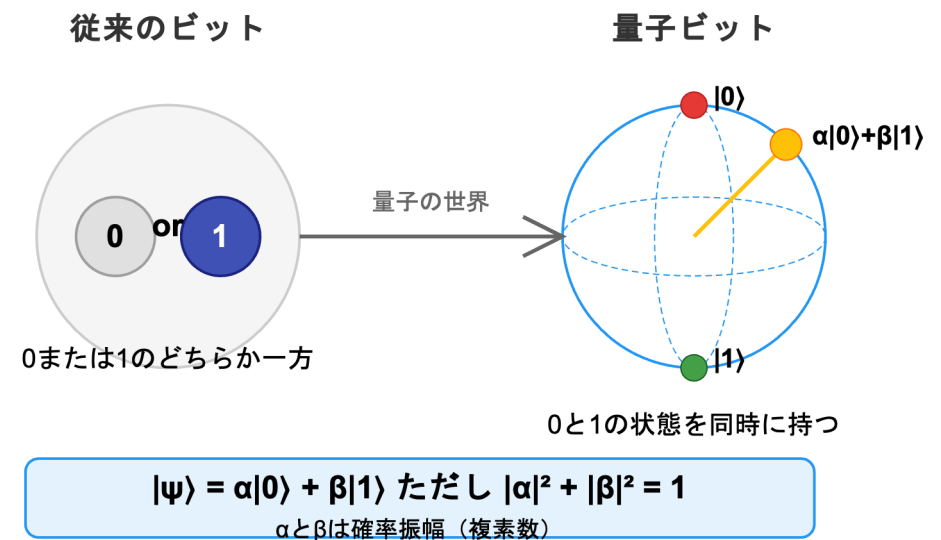 従来のビット
量子ビット
|0⟩
α|0⟩+β|1⟩
量子の世界
0 or 1
|1⟩
0または1のどちらか一方
0と1の状態を同時に持つ
|ψ⟩ = α|0⟩ + β|1⟩ ただし |α|² + |β|² = 1
αとβは確率振幅（複素数）